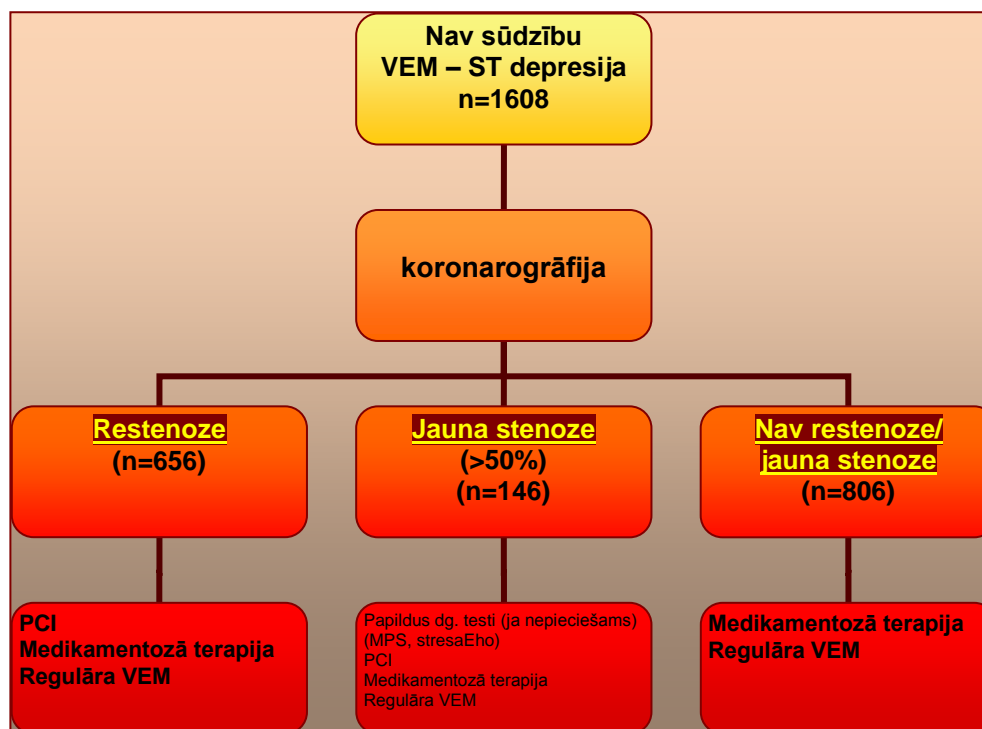 Nav sūdzību
VEM – ST depresija
n=1608
koronarogrāfija
Restenoze
(n=656)
Jauna stenoze
(>50%)
(n=146)
Nav restenoze/
jauna stenoze
(n=806)
PCI
Medikamentozā terapija
Regulāra VEM
Papildus dg. testi (ja nepieciešams)
(MPS, stresaEho)
PCI
Medikamentozā terapija
Regulāra VEM
Medikamentozā terapija
Regulāra VEM